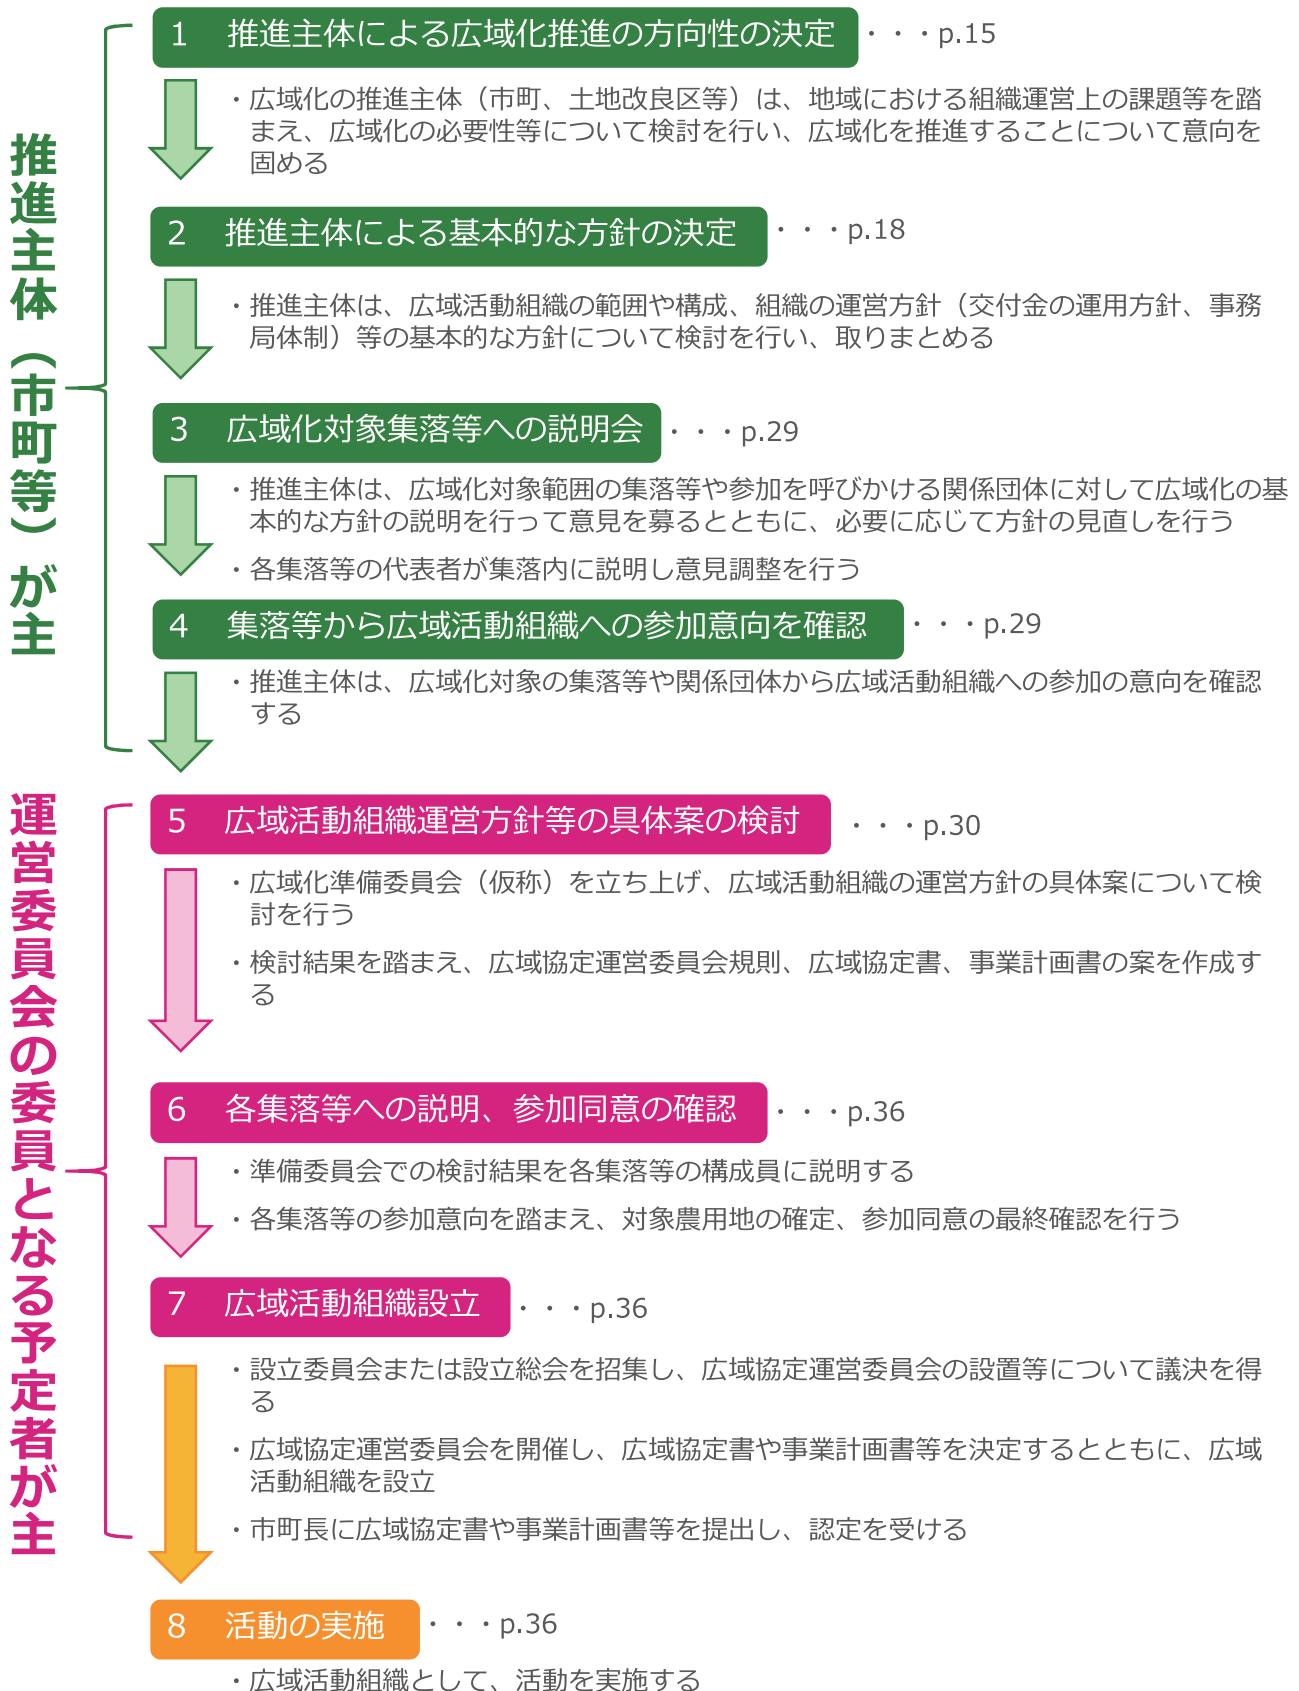 推進主体（市町等）が主
1　推進主体による広域化推進の方向性の決定　・・・p.15
・広域化の推進主体（市町、土地改良区等）は、地域における組織運営上の課題等を踏
まえ、広域化の必要性等について検討を行い、広域化を推進することについて意向を
固める
2　推進主体による基本的な方針の決定　・・・p.18
・推進主体は、広域活動組織の範囲や構成、組織の運営方針（交付金の運用方針、事務
局体制）等の基本的な方針について検討を行い、取りまとめる
3　広域化対象集落等への説明会　・・・p.29
・推進主体は、広域化対象範囲の集落等や参加を呼びかける関係団体に対して広域化の基
本的な方針の説明を行って意見を募るとともに、必要に応じて方針の見直しを行う
・各集落等の代表者が集落内に説明し意見調整を行う
4　集落等から広域活動組織への参加意向を確認　・・・p.29
・推進主体は、広域化対象の集落等や関係団体から広域活動組織への参加の意向を確認
する
運営委員会の委員となる予定者が主
5　広域活動組織運営方針等の具体案の検討　・・・p.30
・広域化準備委員会（仮称）を立ち上げ、広域活動組織の運営方針の具体案について検
討を行う
・検討結果を踏まえ、広域協定運営委員会規則、広域協定書、事業計画書の案を作成す
る
6　各集落等への説明、参加同意の確認　・・・p.36
・準備委員会での検討結果を各集落等の構成員に説明する
・各集落等の参加意向を踏まえ、対象農用地の確定、参加同意の最終確認を行う
7　広域活動組織設立　・・・p.36
・設立委員会または設立総会を招集し、広域協定運営委員会の設置等について議決を得
る
・広域協定運営委員会を開催し、広域協定書や事業計画書等を決定するとともに、広域
活動組織を設立
・市町長に広域協定書や事業計画書等を提出し、認定を受ける
8　活動の実施　・・・p.36
・広域活動組織として、活動を実施する